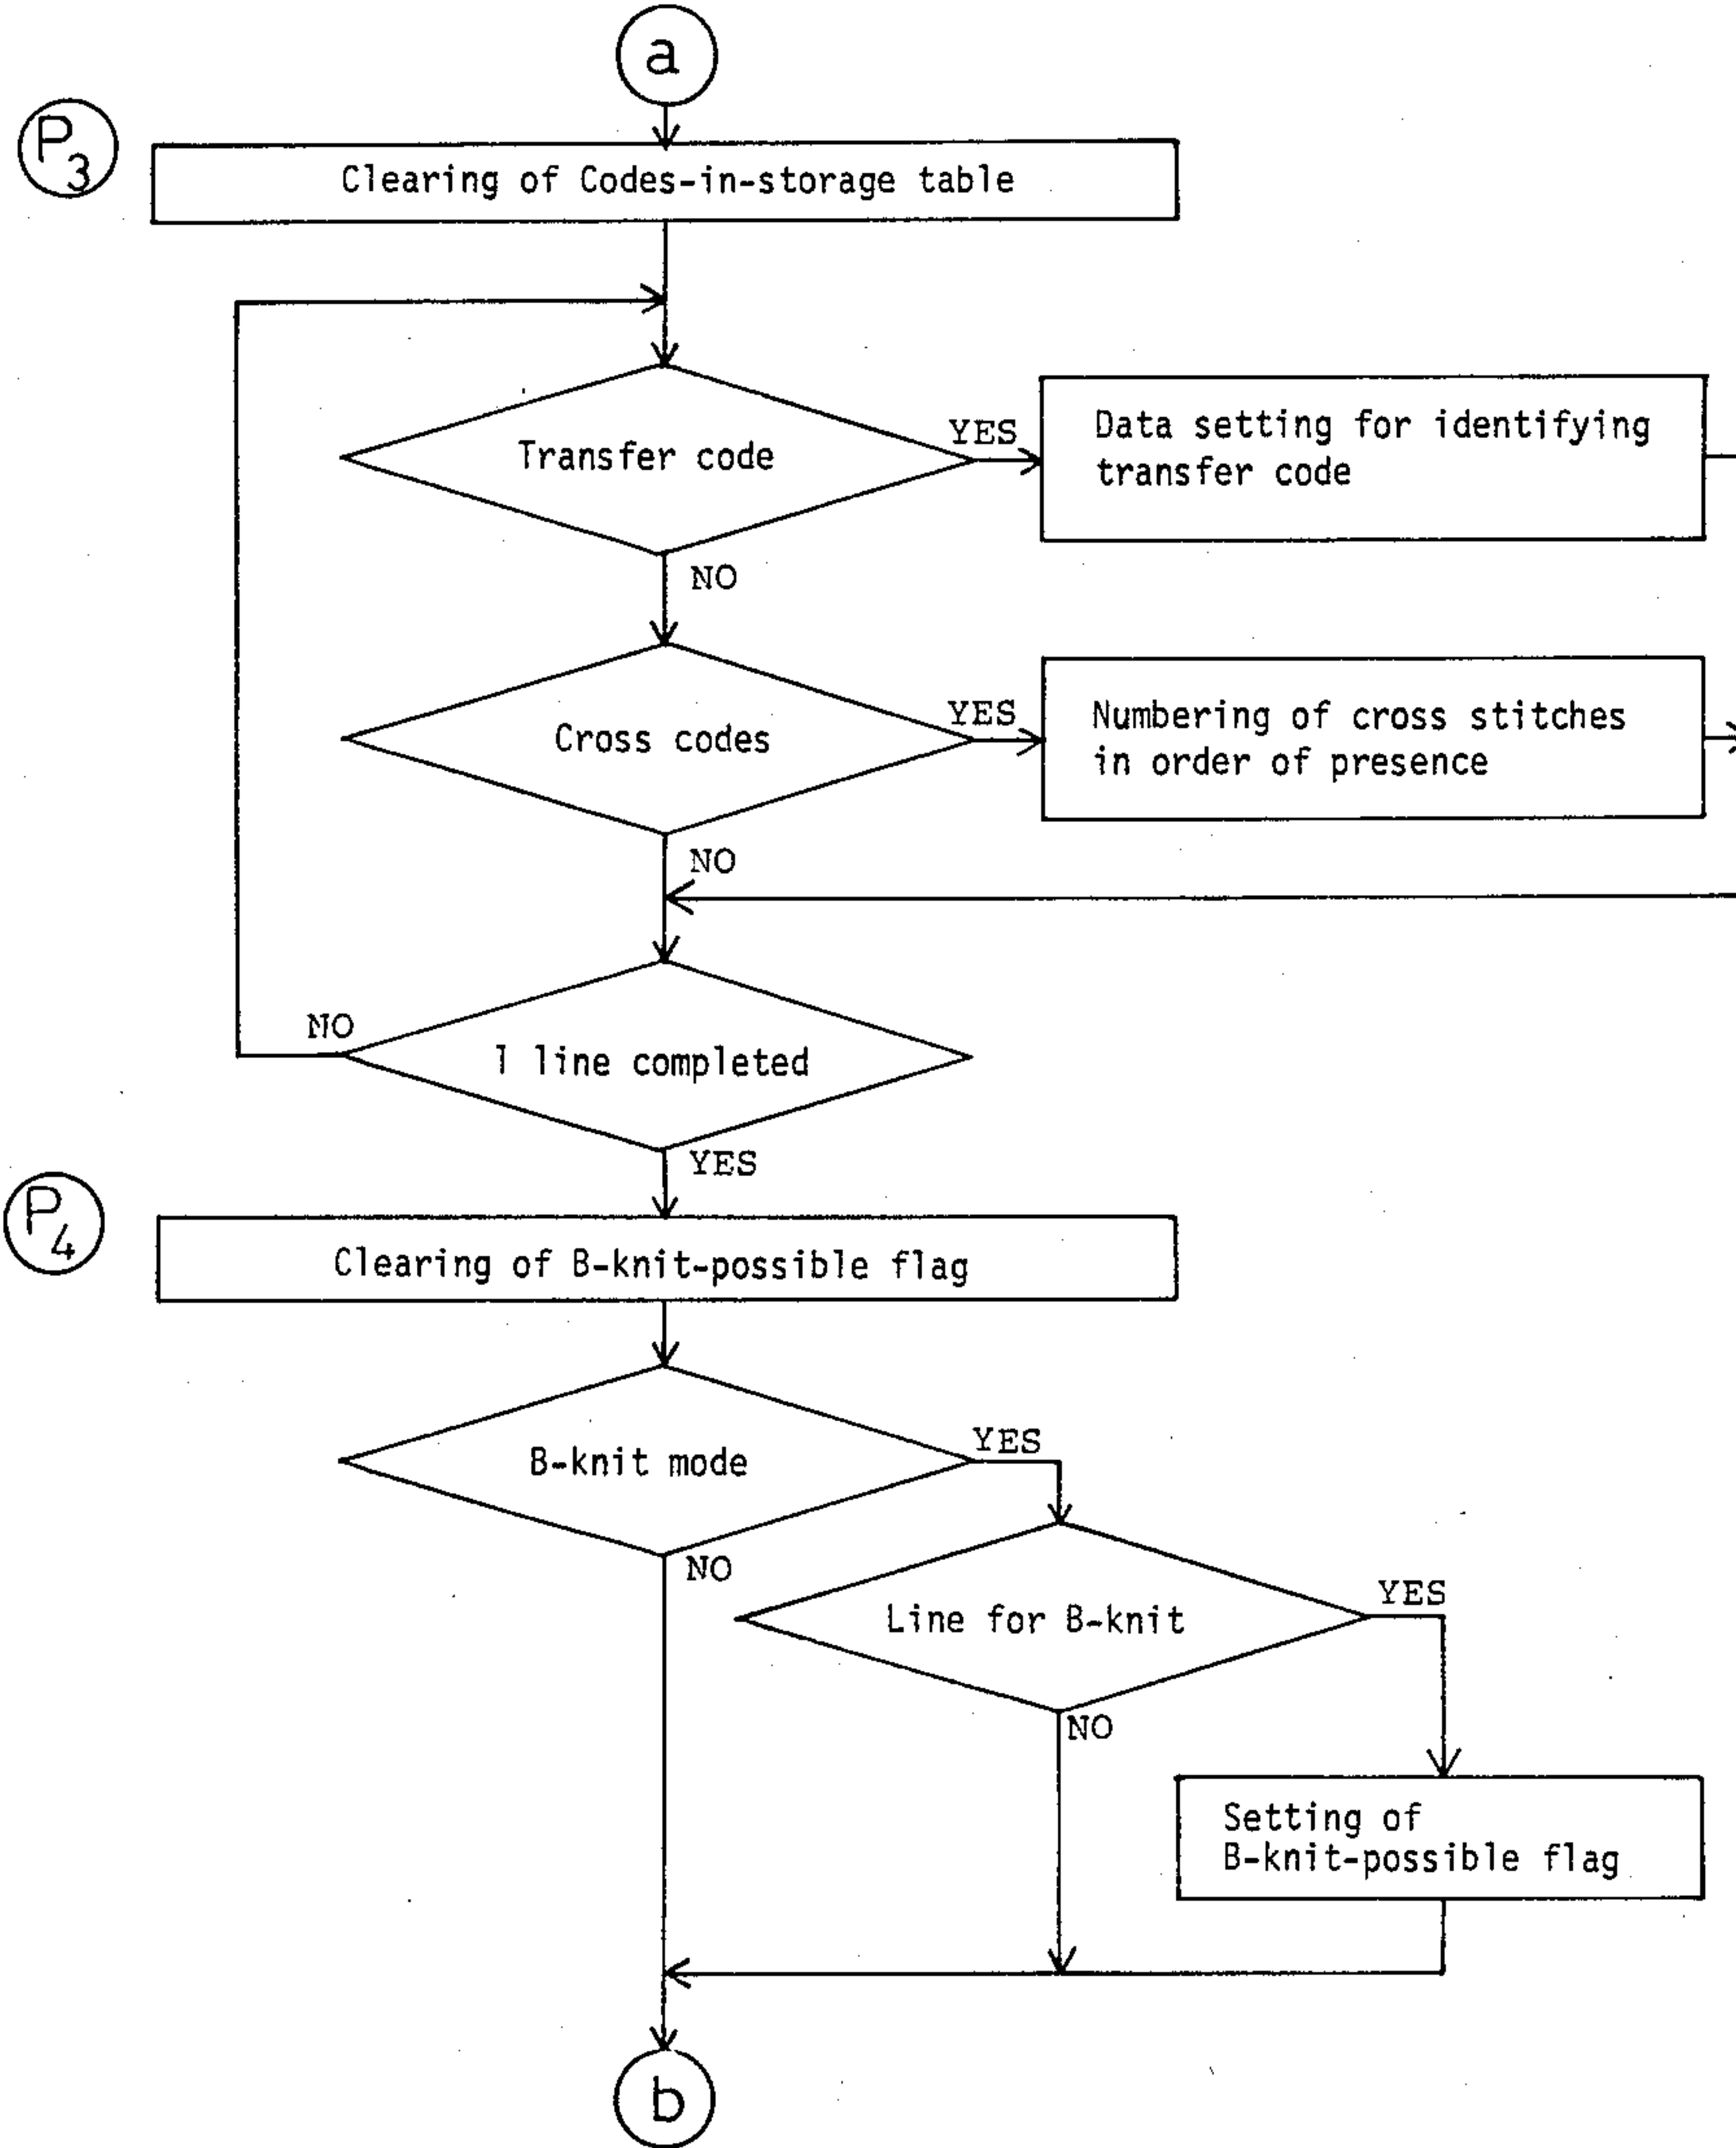 a
P3
Clearing of Codes-in-storage table
Transfer code
YES
Data setting for identifying
transfer code
NO
Cross codes
YES
Numbering of cross stitches
in order of presence
NO
1 line completed
NO
YES
P4
Clearing of B-knit-possible flag
B-knit mode
YES
NO
Line for B-knit
YES
NO
Setting of
B-knit-possible flag
b